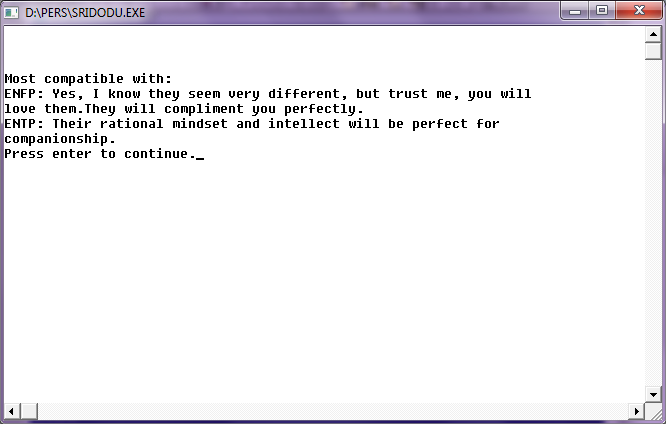 D:\PERS\SRIDODU.EXE
Most compatible with:
ENFP: Yes, I know they seem very different, but trust me, you will
love them.They will compliment you perfectly.
ENTP: Their rational mindset and intellect will be perfect for
companionship.
Press enter to continue._